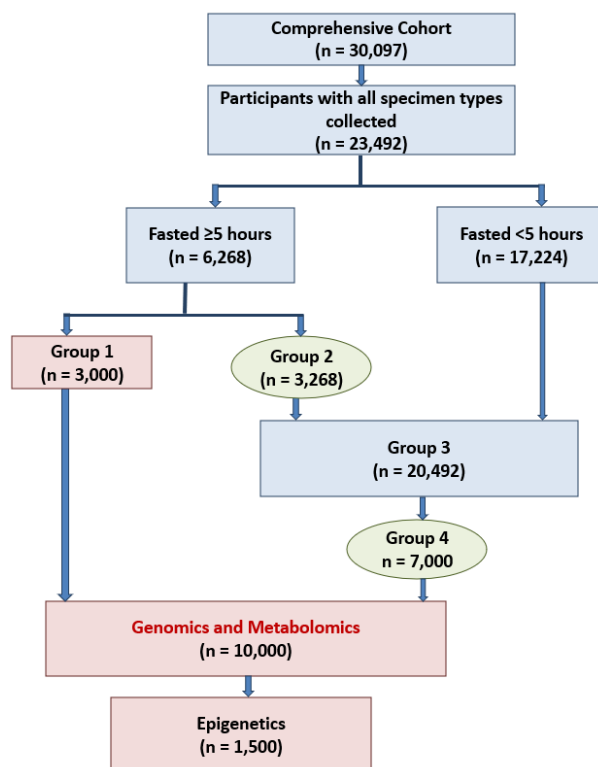 Comprehensive Cohort
(n = 30,097)
Participants with all specimen types
collected
(n = 23,492)
Fasted ≥5 hours
(n = 6,268)
Fasted <5 hours
(n = 17,224)
Group 1
(n = 3,000)
Group 2
(n = 3,268)
Group 3
(n = 20,492)
Group 4
n = 7,000
Genomics and Metabolomics
(n = 10,000)
Epigenetics
(n = 1,500)